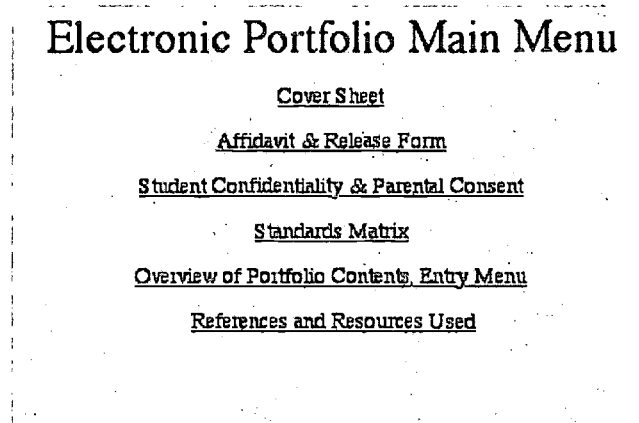 Electronic Portfolio Main Menu
Cover Sheet
Affidavit & Release Form
Student Confidentiality & Parental Consent
Standards Matrix
Overview of Portfolio Contents, Entry Menu
References and Resources Used